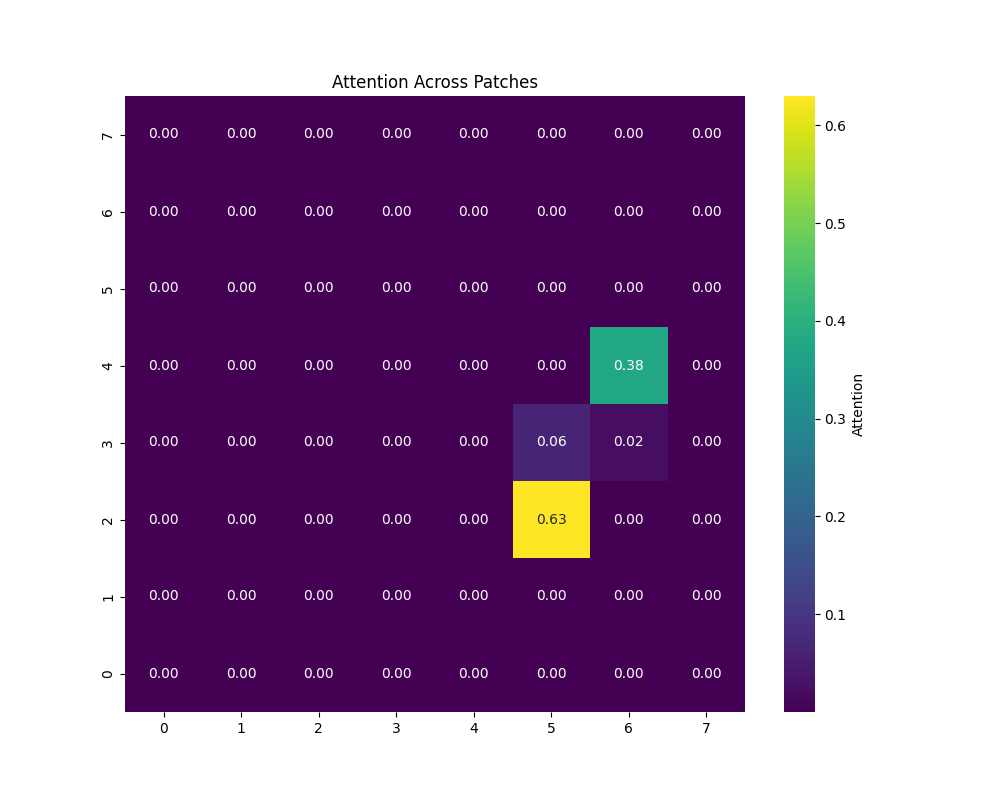 Attention Across Patches
7 0.00 0.00 0.00 0.00 0.00 0.00 0.00 0.00 0.6
6 0.00 0.00 0.00 0.00 0.00 0.00 0.00 0.00 0.5
5 0.00 0.00 0.00 0.00 0.00 0.00 0.00 0.00
4 0.00 0.00 0.00 0.00 0.00 0.00 0.38 0.00 0.4
3 0.00 0.00 0.00 0.00 0.00 0.06 0.02 0.00 0.3
2 0.00 0.00 0.00 0.00 0.00 0.63 0.00 0.00 0.2
1 0.00 0.00 0.00 0.00 0.00 0.00 0.00 0.00 0.1
0 0.00 0.00 0.00 0.00 0.00 0.00 0.00 0.00
0 1 2 3 4 5 6 7
Attention